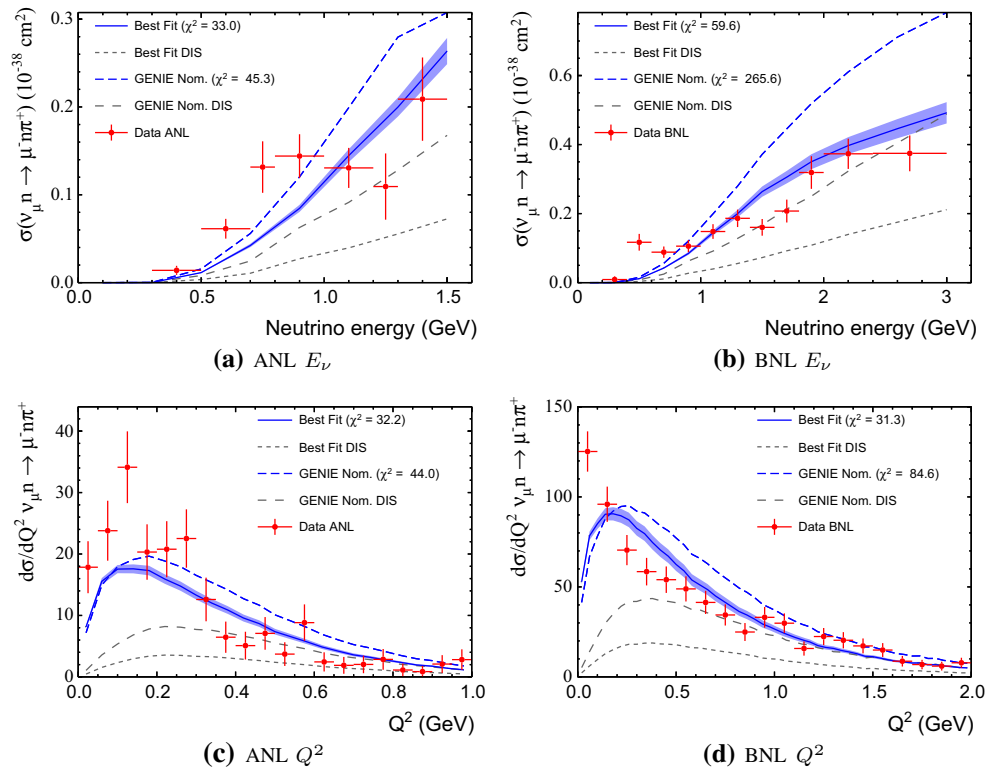 σ(νμn → μ⁻nπ⁺) (10⁻³⁸ cm²)
0.3
0.2
0.1
0.0
Best Fit (χ² = 33.0)
Best Fit DIS
GENIE Nom. (χ² = 45.3)
GENIE Nom. DIS
Data ANL
0.0 0.5 1.0 1.5
Neutrino energy (GeV)
(a) ANL Eν
σ(νμn → μ⁻nπ⁺) (10⁻³⁸ cm²)
0.8
0.6
0.4
0.2
0.0
Best Fit (χ² = 59.6)
Best Fit DIS
GENIE Nom. (χ² = 265.6)
GENIE Nom. DIS
Data BNL
0 1 2 3
Neutrino energy (GeV)
(b) BNL Eν
dσ/dQ² νμn → μ⁻nπ⁺
40
30
20
10
0
Best Fit (χ² = 32.2)
Best Fit DIS
GENIE Nom. (χ² = 44.0)
GENIE Nom. DIS
Data ANL
0.0 0.2 0.4 0.6 0.8 1.0
Q² (GeV)
(c) ANL Q²
dσ/dQ² νμn → μ⁻nπ⁺
150
100
50
0
Best Fit (χ² = 31.3)
Best Fit DIS
GENIE Nom. (χ² = 84.6)
GENIE Nom. DIS
Data BNL
0.0 0.5 1.0 1.5 2.0
Q² (GeV)
(d) BNL Q²